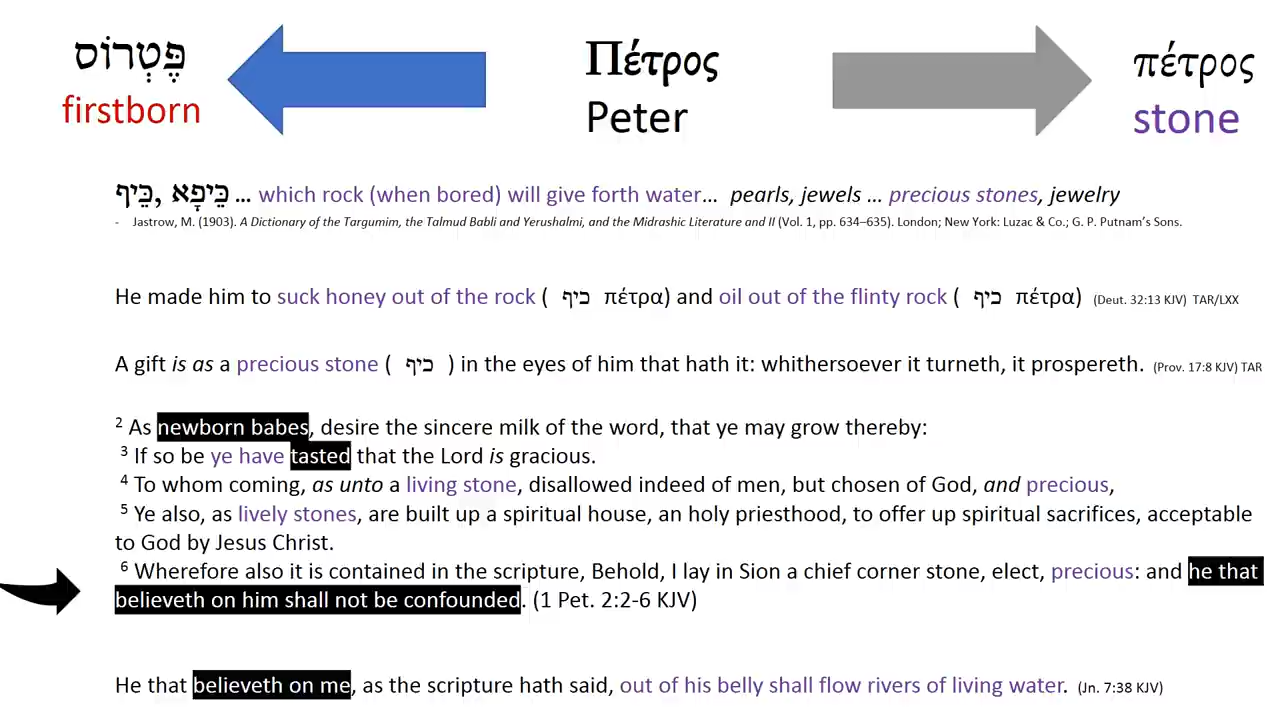 פֶּטְרוֹס Πέτρος πέτρος
firstborn Peter stone
כֵּיפָא ,כֵּיף ... which rock (when bored) will give forth water... pearls, jewels ... precious stones, jewelry
- Jastrow, M. (1903). A Dictionary of the Targumim, the Talmud Babli and Yerushalmi, and the Midrashic Literature and II (Vol. 1, pp. 634–635). London; New York: Luzac & Co.; G. P. Putnam's Sons.
He made him to suck honey out of the rock ( כיף πέτρα) and oil out of the flinty rock ( כיף πέτρα) (Deut. 32:13 KJV) TAR/LXX
A gift is as a precious stone ( כיף ) in the eyes of him that hath it: whithersoever it turneth, it prospereth. (Prov. 17:8 KJV) TAR
2 As newborn babes, desire the sincere milk of the word, that ye may grow thereby:
3 If so be ye have tasted that the Lord is gracious.
4 To whom coming, as unto a living stone, disallowed indeed of men, but chosen of God, and precious,
5 Ye also, as lively stones, are built up a spiritual house, an holy priesthood, to offer up spiritual sacrifices, acceptable
to God by Jesus Christ.
6 Wherefore also it is contained in the scripture, Behold, I lay in Sion a chief corner stone, elect, precious: and he that
believeth on him shall not be confounded. (1 Pet. 2:2-6 KJV)
He that believeth on me, as the scripture hath said, out of his belly shall flow rivers of living water. (Jn. 7:38 KJV)